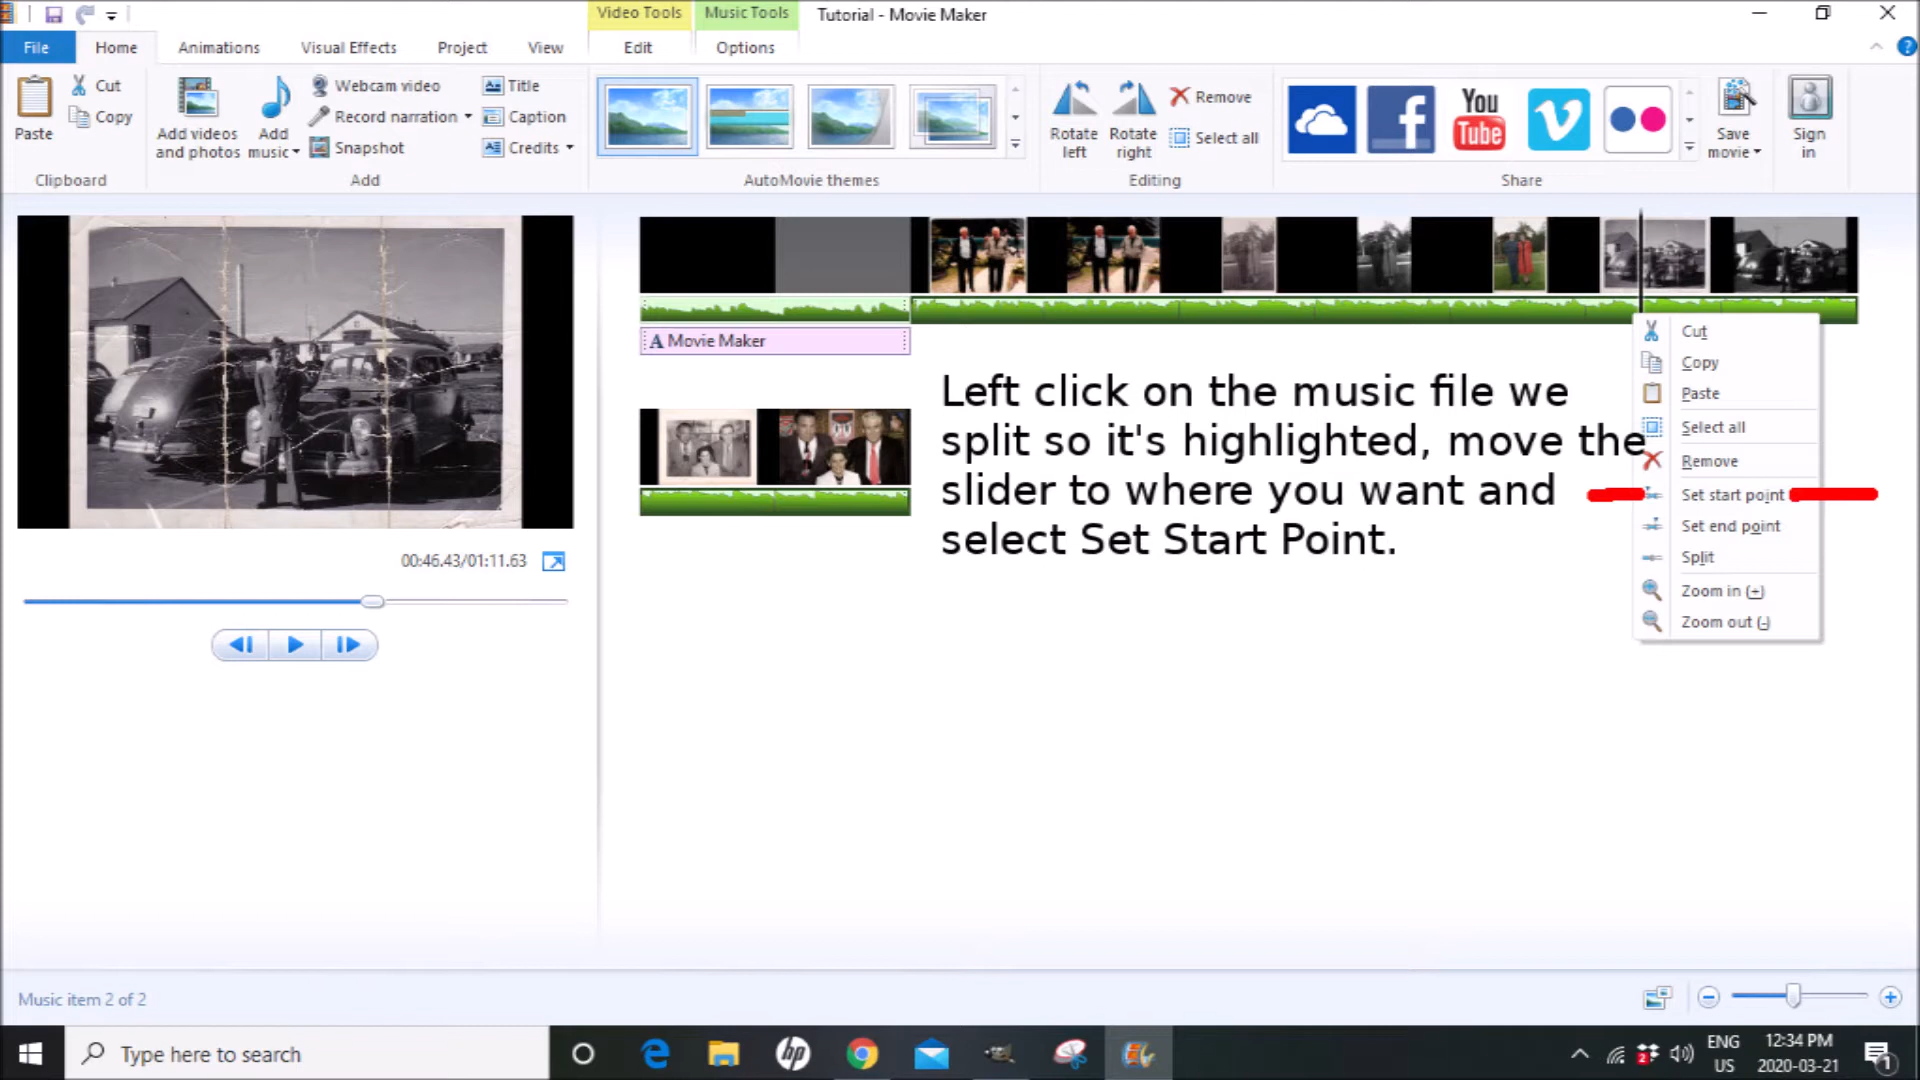 Video Tools
Music Tools
Tutorial - Movie Maker
File
Home
Animations
Visual Effects
Project
View
Edit
Options
Paste
Cut
Copy
Clipboard
Add videos
and photos
Add
music
Webcam video
Record narration
Snapshot
Title
Caption
Credits
Add
AutoMovie themes
Rotate
left
Rotate
right
Remove
Select all
Editing
f
You
Tube
Share
Save
movie
Sign
in
A Movie Maker
Left click on the music file we
split so it's highlighted, move the
slider to where you want and
select Set Start Point.
Cut
Copy
Paste
Select all
Remove
Set start point
Set end point
Split
Zoom in (+)
Zoom out (-)
00:46.43/01:11.63
Music item 2 of 2
Type here to search
hp
2
ENG
US
12:34 PM
2020-03-21
1